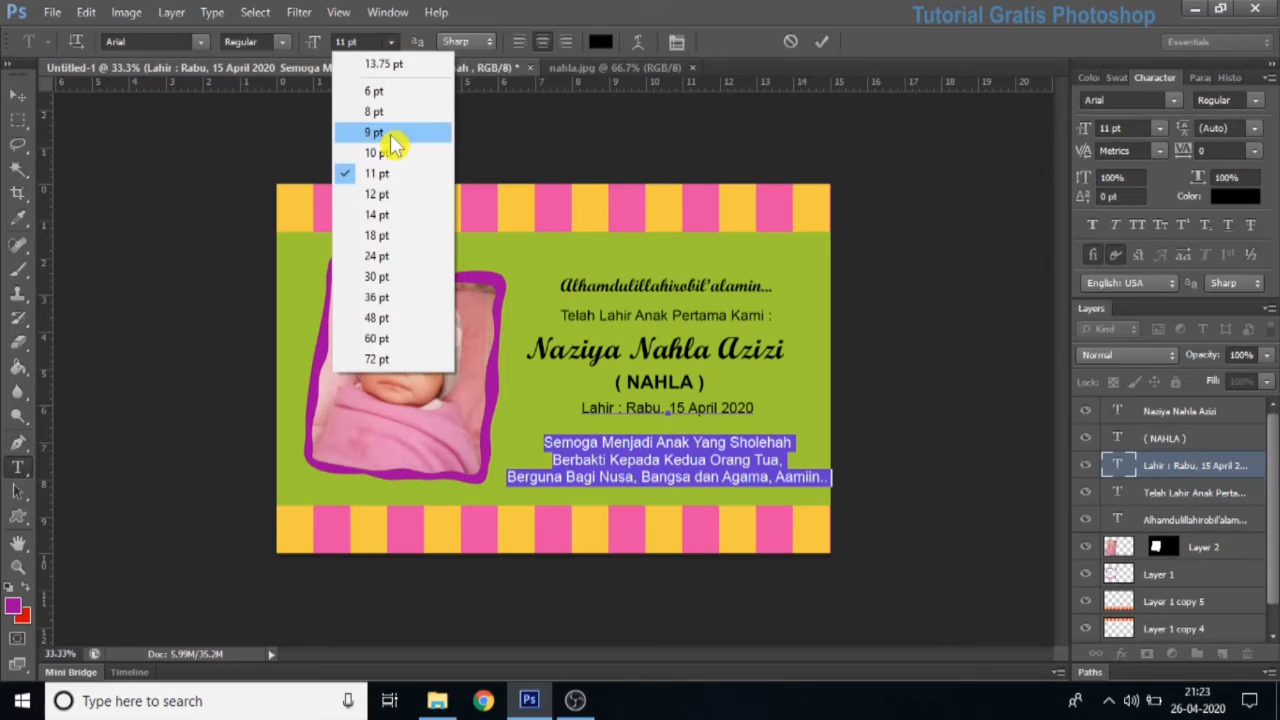 Tutorial Gratis Photoshop
Ps File Edit Image Layer Type Select Filter View Window Help
T Arial Regular 11 pt Sharp Essentials
Untitled-1 @ 33.3% (Lahir : Rabu, 15 April 2020 Semoga M ah , RGB/8) * × nahla.jpg @ 66.7% (RGB/8) ×
13.75 pt
6 pt
8 pt
9 pt
10 p
11 pt
12 pt
14 pt
18 pt
24 pt
30 pt
36 pt
48 pt
60 pt
72 pt
Alhamdulillahirobil'alamin...
Telah Lahir Anak Pertama Kami :
Naziya Nahla Azizi
( NAHLA )
Lahir : Rabu, 15 April 2020
Semoga Menjadi Anak Yang Sholehah
Berbakti Kepada Kedua Orang Tua,
Berguna Bagi Nusa, Bangsa dan Agama, Aamiin..
Colo Swat Character Para Histo
Arial Regular
11 pt (Auto)
Metrics 0
100% 100%
0 pt Color:
English: USA Sharp
Layers
Kind
Normal Opacity: 100%
Lock: Fill: 100%
Naziya Nahla Azizi
( NAHLA )
Lahir : Rabu, 15 April 2...
Telah Lahir Anak Perta...
Alhamdulillahirobil'alam...
Layer 2
Layer 1
Layer 1 copy 5
Layer 1 copy 4
Paths
33.33% Doc: 5.99M/35.2M
Mini Bridge Timeline
Type here to search
21:23
26-04-2020